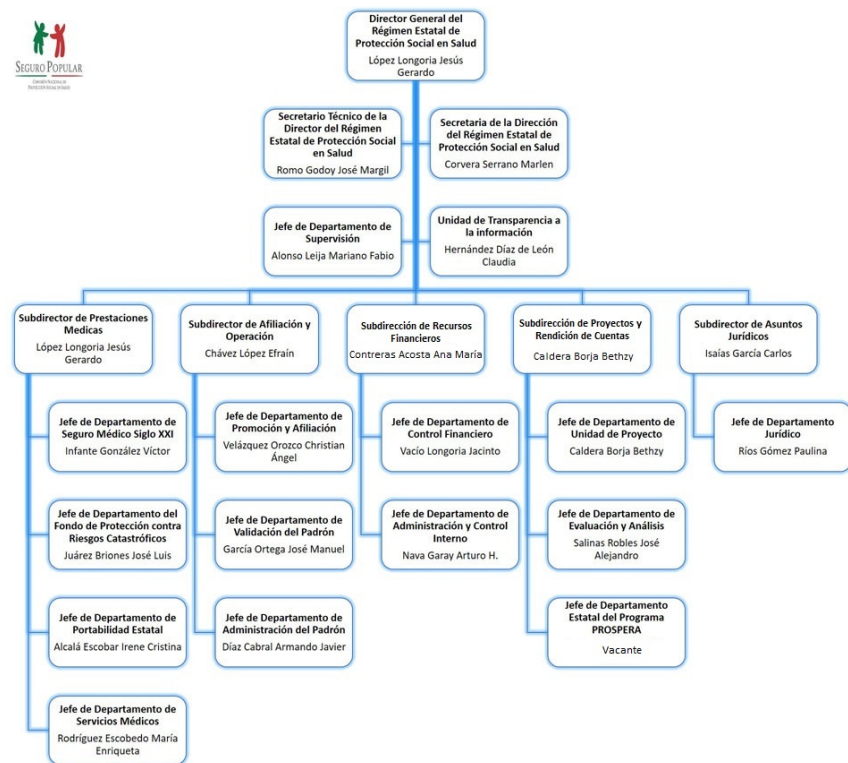 SEGURO POPULAR
COMISIÓN NACIONAL DE
PROTECCIÓN SOCIAL EN SALUD
Director General del
Régimen Estatal de
Protección Social en Salud
López Longoria Jesús
Gerardo
Secretario Técnico de la
Director del Régimen
Estatal de Protección Social
en Salud
Romo Godoy José Margil
Secretaria de la Dirección
del Régimen Estatal de
Protección Social en Salud
Corvera Serrano Marlen
Jefe de Departamento de
Supervisión
Alonso Leija Mariano Fabio
Unidad de Transparencia a
la información
Hernández Díaz de León
Claudia
Subdirector de Prestaciones
Medicas
López Longoria Jesús
Gerardo
Subdirector de Afiliación y
Operación
Chávez López Efraín
Subdirección de Recursos
Financieros
Contreras Acosta Ana María
Subdirección de Proyectos y
Rendición de Cuentas
Caldera Borja Bethzy
Subdirector de Asuntos
Jurídicos
Isaías García Carlos
Jefe de Departamento de
Seguro Médico Siglo XXI
Infante González Víctor
Jefe de Departamento de
Promoción y Afiliación
Velázquez Orozco Christian
Ángel
Jefe de Departamento de
Control Financiero
Vacío Longoria Jacinto
Jefe de Departamento de
Unidad de Proyecto
Caldera Borja Bethzy
Jefe de Departamento
Jurídico
Ríos Gómez Paulina
Jefe de Departamento del
Fondo de Protección contra
Riesgos Catastróficos
Juárez Briones José Luis
Jefe de Departamento de
Validación del Padrón
García Ortega José Manuel
Jefe de Departamento de
Administración y Control
Interno
Nava Garay Arturo H.
Jefe de Departamento de
Evaluación y Análisis
Salinas Robles José
Alejandro
Jefe de Departamento de
Portabilidad Estatal
Alcalá Escobar Irene Cristina
Jefe de Departamento de
Administración del Padrón
Díaz Cabral Armando Javier
Jefe de Departamento
Estatal del Programa
PROSPERA
Vacante
Jefe de Departamento de
Servicios Médicos
Rodríguez Escobedo María
Enriqueta